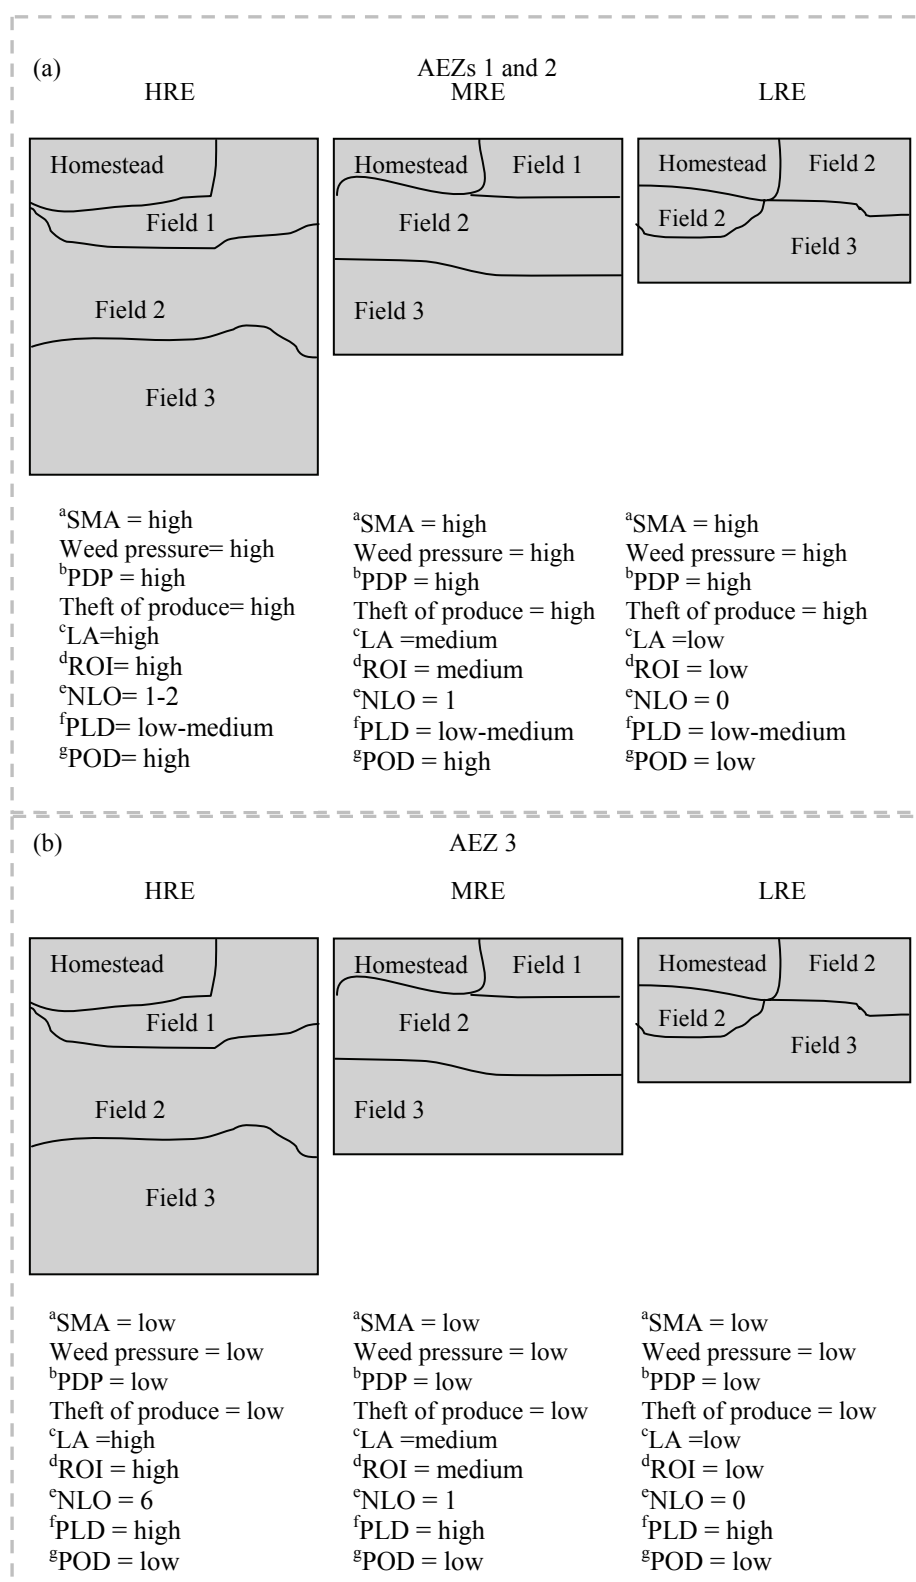 (a)
AEZs 1 and 2
HRE
MRE
LRE
Homestead
Field 1
Field 2
Field 3
Homestead
Field 1
Field 2
Field 3
Homestead
Field 2
Field 2
Field 3
aSMA = high
Weed pressure= high
bPDP = high
Theft of produce= high
cLA=high
dROI= high
eNLO= 1-2
fPLD= low-medium
gPOD= high
aSMA = high
Weed pressure = high
bPDP = high
Theft of produce = high
cLA =medium
dROI = medium
eNLO = 1
fPLD = low-medium
gPOD = high
aSMA = high
Weed pressure = high
bPDP = high
Theft of produce = high
cLA =low
dROI = low
eNLO = 0
fPLD = low-medium
gPOD = low
(b)
AEZ 3
HRE
MRE
LRE
Homestead
Field 1
Field 2
Field 3
Homestead
Field 1
Field 2
Field 3
Homestead
Field 2
Field 2
Field 3
aSMA = low
Weed pressure = low
bPDP = low
Theft of produce = low
cLA =high
dROI = high
eNLO = 6
fPLD = high
gPOD = low
aSMA = low
Weed pressure = low
bPDP = low
Theft of produce = low
cLA =medium
dROI = medium
eNLO = 1
fPLD = high
gPOD = low
aSMA = low
Weed pressure = low
bPDP = low
Theft of produce = low
cLA =low
dROI = low
eNLO = 0
fPLD = high
gPOD = low